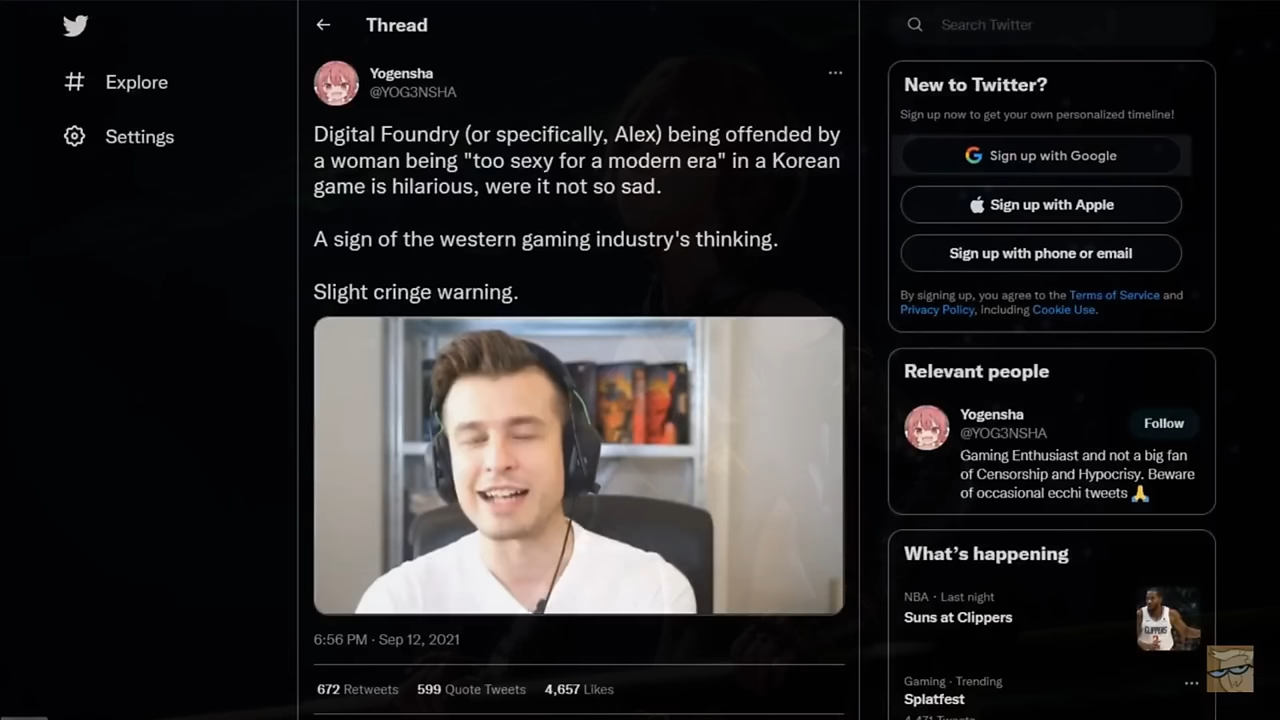 Thread
Search Twitter
Explore
Settings
Yogensha
@YOG3NSHA
Digital Foundry (or specifically, Alex) being offended by
a woman being "too sexy for a modern era" in a Korean
game is hilarious, were it not so sad.
A sign of the western gaming industry's thinking.
Slight cringe warning.
6:56 PM · Sep 12, 2021
672 Retweets 599 Quote Tweets 4,657 Likes
New to Twitter?
Sign up now to get your own personalized timeline!
Sign up with Google
Sign up with Apple
Sign up with phone or email
By signing up, you agree to the Terms of Service and
Privacy Policy, including Cookie Use.
Relevant people
Yogensha
@YOG3NSHA
Follow
Gaming Enthusiast and not a big fan
of Censorship and Hypocrisy. Beware
of occasional ecchi tweets 🙏
What's happening
NBA · Last night
Suns at Clippers
CLIPPERS
2
Gaming · Trending
Splatfest